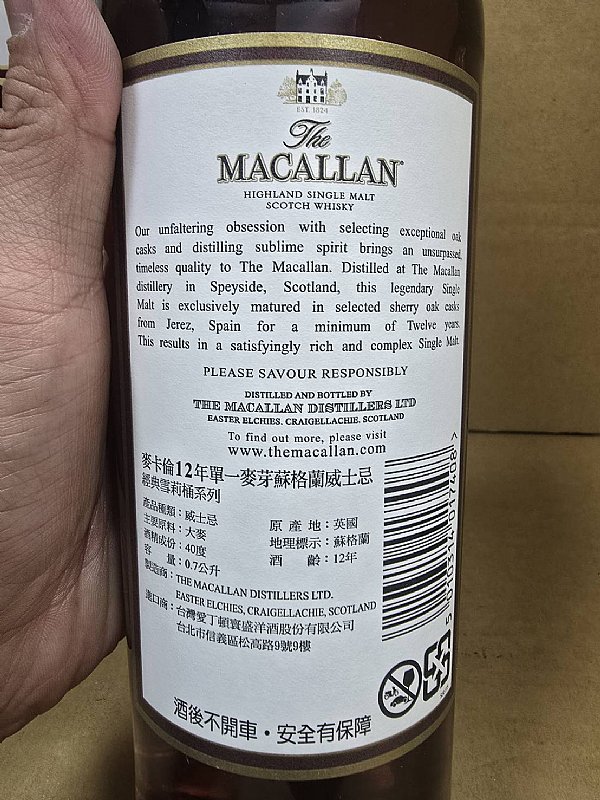 EST. 1824
The
MACALLAN
HIGHLAND SINGLE MALT
SCOTCH WHISKY
Our unfaltering obsession with selecting exceptional oak
casks and distilling sublime spirit brings an unsurpassed,
timeless quality to The Macallan. Distilled at The Macallan
distillery in Speyside, Scotland, this legendary Single
Malt is exclusively matured in selected sherry oak casks
from Jerez, Spain for a minimum of Twelve years.
This results in a satisfyingly rich and complex Single Malt.
PLEASE SAVOUR RESPONSIBLY
DISTILLED AND BOTTLED BY
THE MACALLAN DISTILLERS LTD
EASTER ELCHIES, CRAIGELLACHIE, SCOTLAND
To find out more, please visit
www.themacallan.com
麥卡倫12年單一麥芽蘇格蘭威士忌
經典雪莉桶系列
產品種類：威士忌
主要原料：大麥 原產地：英國
酒精成份：40度 地理標示：蘇格蘭
容量：0.7公升 酒齡：12年
製造商：THE MACALLAN DISTILLERS LTD.
EASTER ELCHIES, CRAIGELLACHIE, SCOTLAND
進口商：台灣愛丁頓寰盛洋酒股份有限公司
台北市信義區松高路9號9樓
5 010314 017408 >
酒後不開車・安全有保障